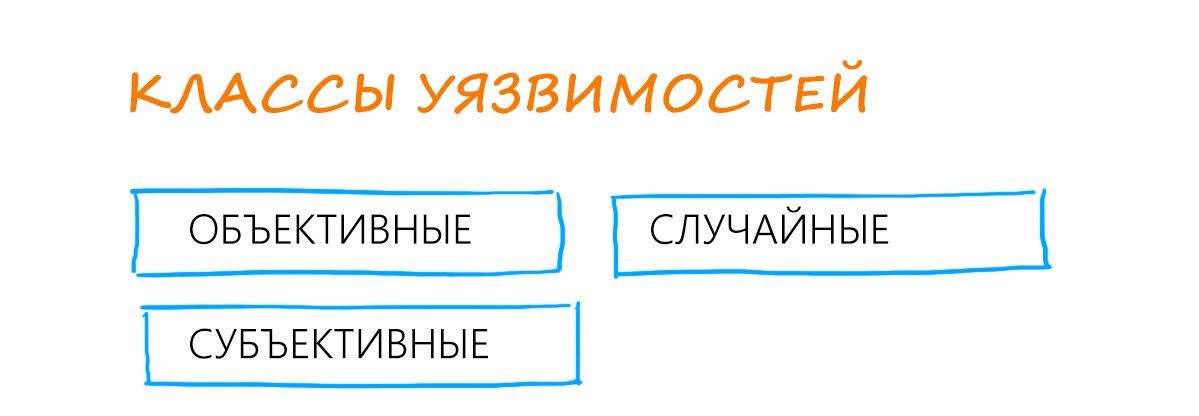 КЛАССЫ УЯЗВИМОСТЕЙ
ОБЪЕКТИВНЫЕ
СЛУЧАЙНЫЕ
СУБЪЕКТИВНЫЕ